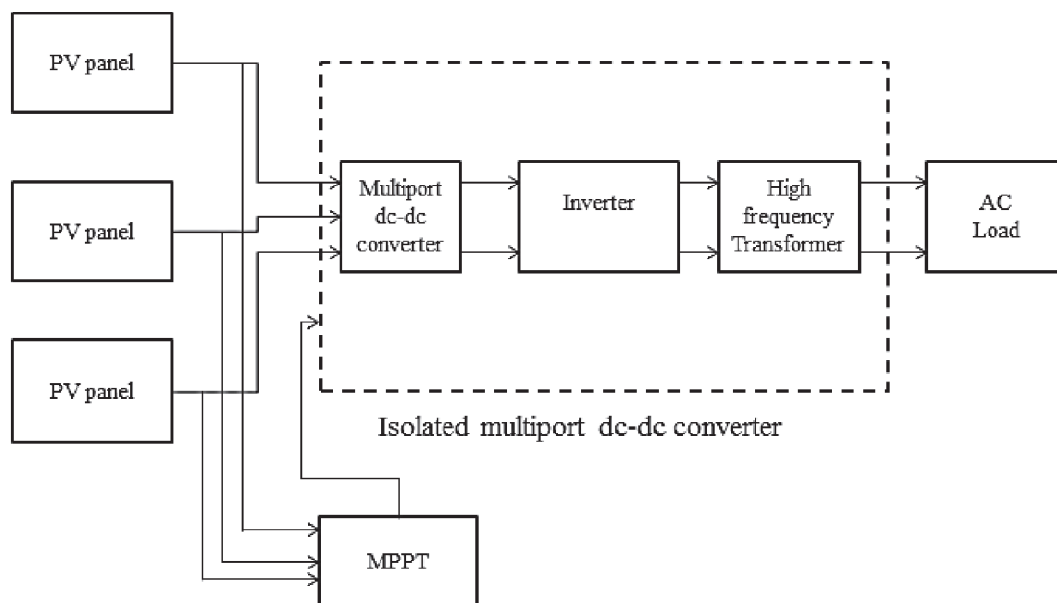 PV panel
PV panel
PV panel
Multiport
dc-dc
converter
Inverter
High
frequency
Transformer
AC
Load
Isolated multiport dc-dc converter
MPPT